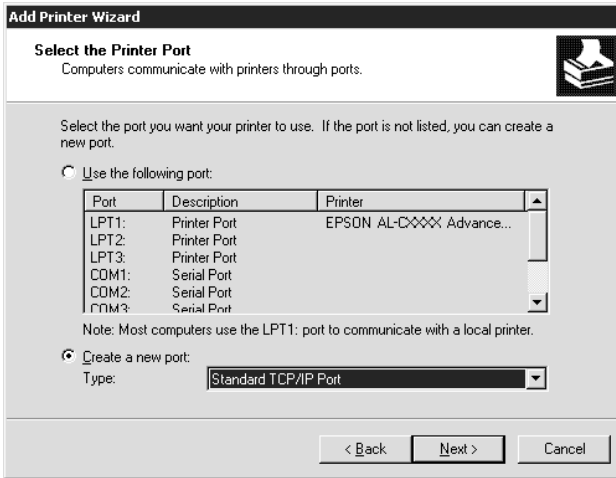 Add Printer Wizard
Select the Printer Port
Computers communicate with printers through ports.
Select the port you want your printer to use. If the port is not listed, you can create a
new port.
Use the following port:
Port Description Printer
LPT1: Printer Port EPSON AL-CXXXX Advance...
LPT2: Printer Port
LPT3: Printer Port
COM1: Serial Port
COM2: Serial Port
COM3: Serial Port
Note: Most computers use the LPT1: port to communicate with a local printer.
Create a new port:
Type: Standard TCP/IP Port
< Back Next > Cancel